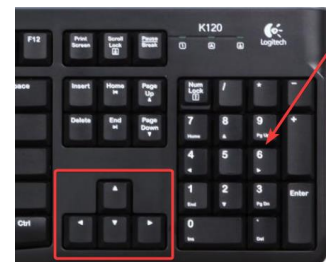 K120
Logitech
F12
Print
Screen
Scroll
Lock
Pause
Break
Insert
Home
Page
Up
Num
Lock
/
*
-
Delete
End
Page
Down
7
Home
8
9
Pg Up
+
4
5
6
1
End
2
3
Pg Dn
Enter
Ctrl
0
Ins
.
Del